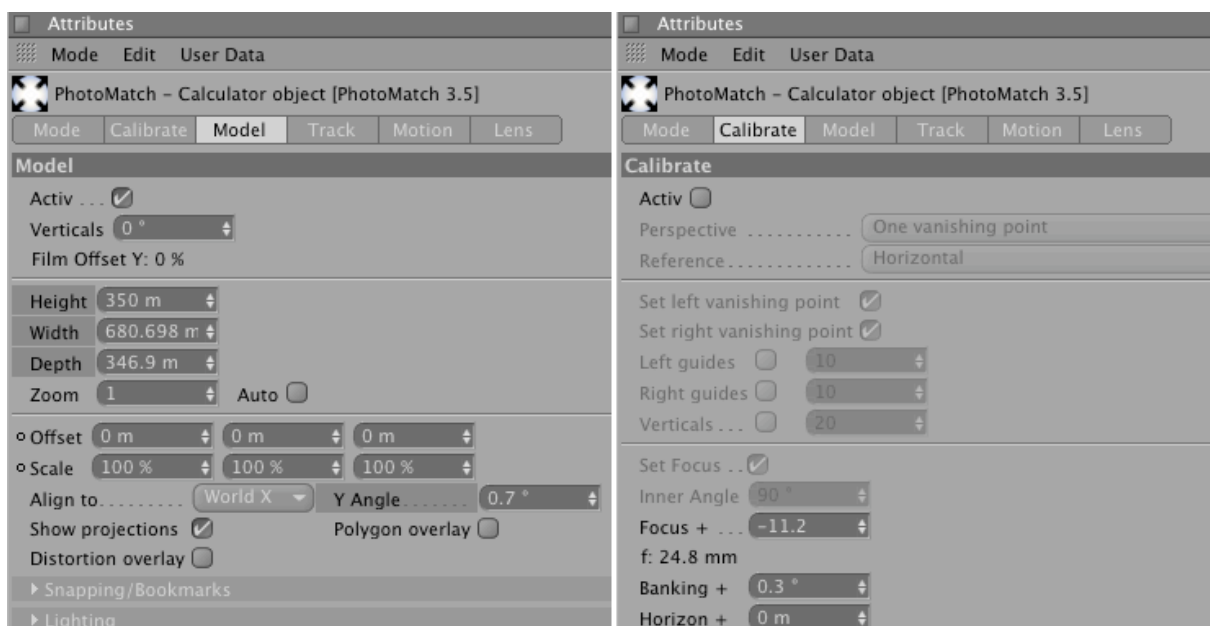 Attributes
Mode Edit User Data
PhotoMatch – Calculator object [PhotoMatch 3.5]
Mode Calibrate Model Track Motion Lens
Model
Activ ...
Verticals 0 °
Film Offset Y: 0 %
Height 350 m
Width 680.698 m
Depth 346.9 m
Zoom 1 Auto
Offset 0 m 0 m 0 m
Scale 100 % 100 % 100 %
Align to......... World X Y Angle....... 0.7 °
Show projections Polygon overlay
Distortion overlay
Snapping/Bookmarks
Lighting
Attributes
Mode Edit User Data
PhotoMatch – Calculator object [PhotoMatch 3.5]
Mode Calibrate Model Track Motion Lens
Calibrate
Activ
Perspective ........... One vanishing point
Reference............. Horizontal
Set left vanishing point
Set right vanishing point
Left guides 10
Right guides 10
Verticals ... 20
Set Focus ..
Inner Angle 90 °
Focus + ... -11.2
f: 24.8 mm
Banking + 0.3 °
Horizon + 0 m